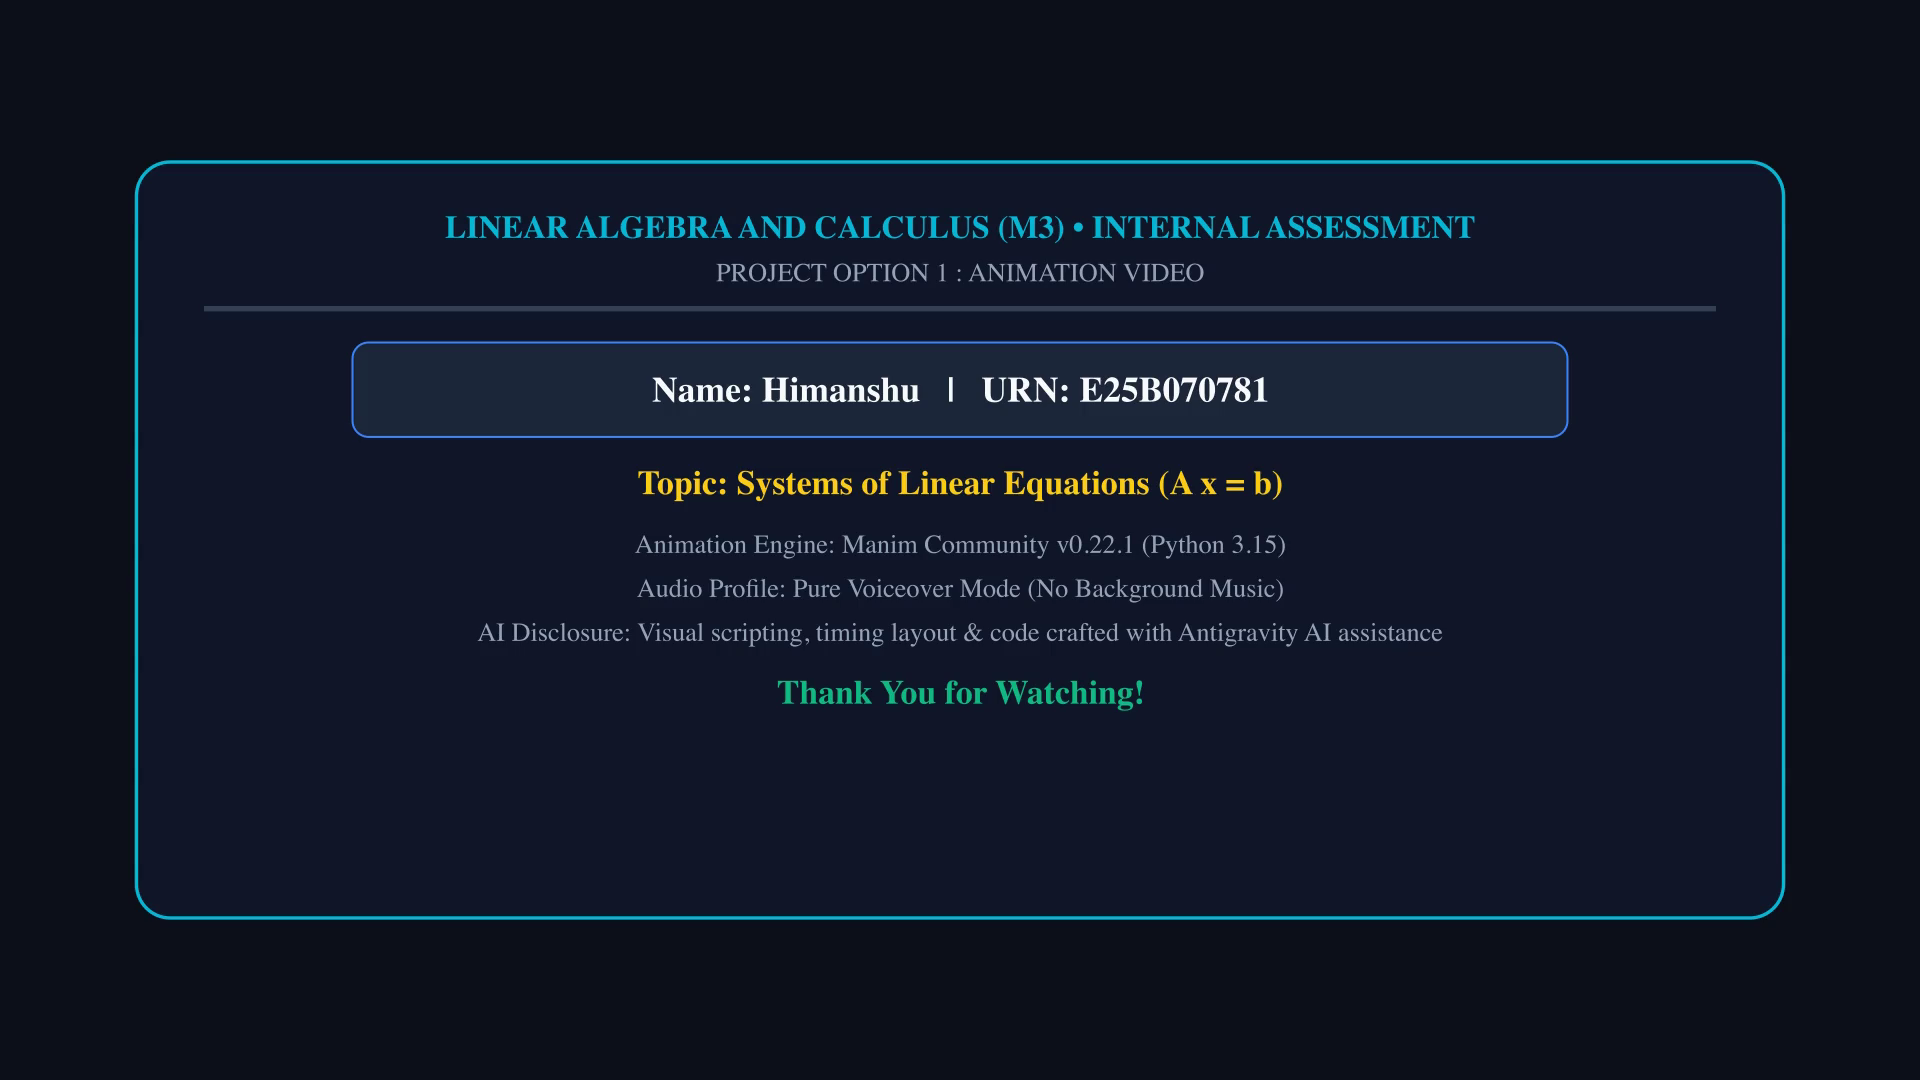 LINEAR ALGEBRA AND CALCULUS (M3) • INTERNAL ASSESSMENT
PROJECT OPTION 1 : ANIMATION VIDEO
Name: Himanshu | URN: E25B070781
Topic: Systems of Linear Equations (A x = b)
Animation Engine: Manim Community v0.22.1 (Python 3.15)
Audio Profile: Pure Voiceover Mode (No Background Music)
AI Disclosure: Visual scripting, timing layout & code crafted with Antigravity AI assistance
Thank You for Watching!